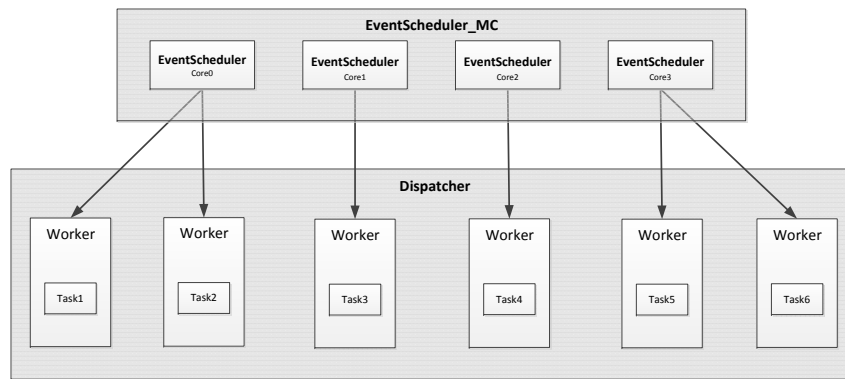 EventScheduler_MC
EventScheduler
Core0
EventScheduler
Core1
EventScheduler
Core2
EventScheduler
Core3
Dispatcher
Worker
Task1
Worker
Task2
Worker
Task3
Worker
Task4
Worker
Task5
Worker
Task6